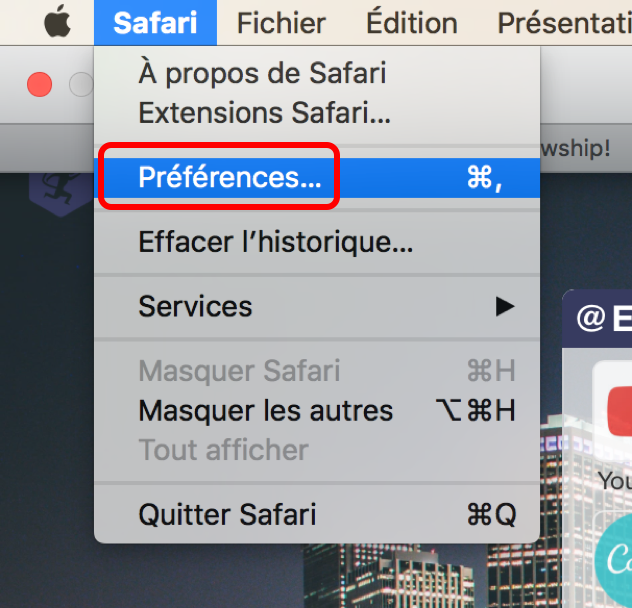 Safari Fichier Édition Présentati
À propos de Safari
Extensions Safari...
wship!
Préférences... ⌘,
Effacer l’historique...
Services ▶
@E
Masquer Safari ⌘H
Masquer les autres ⌥⌘H
Tout afficher
You
Quitter Safari ⌘Q